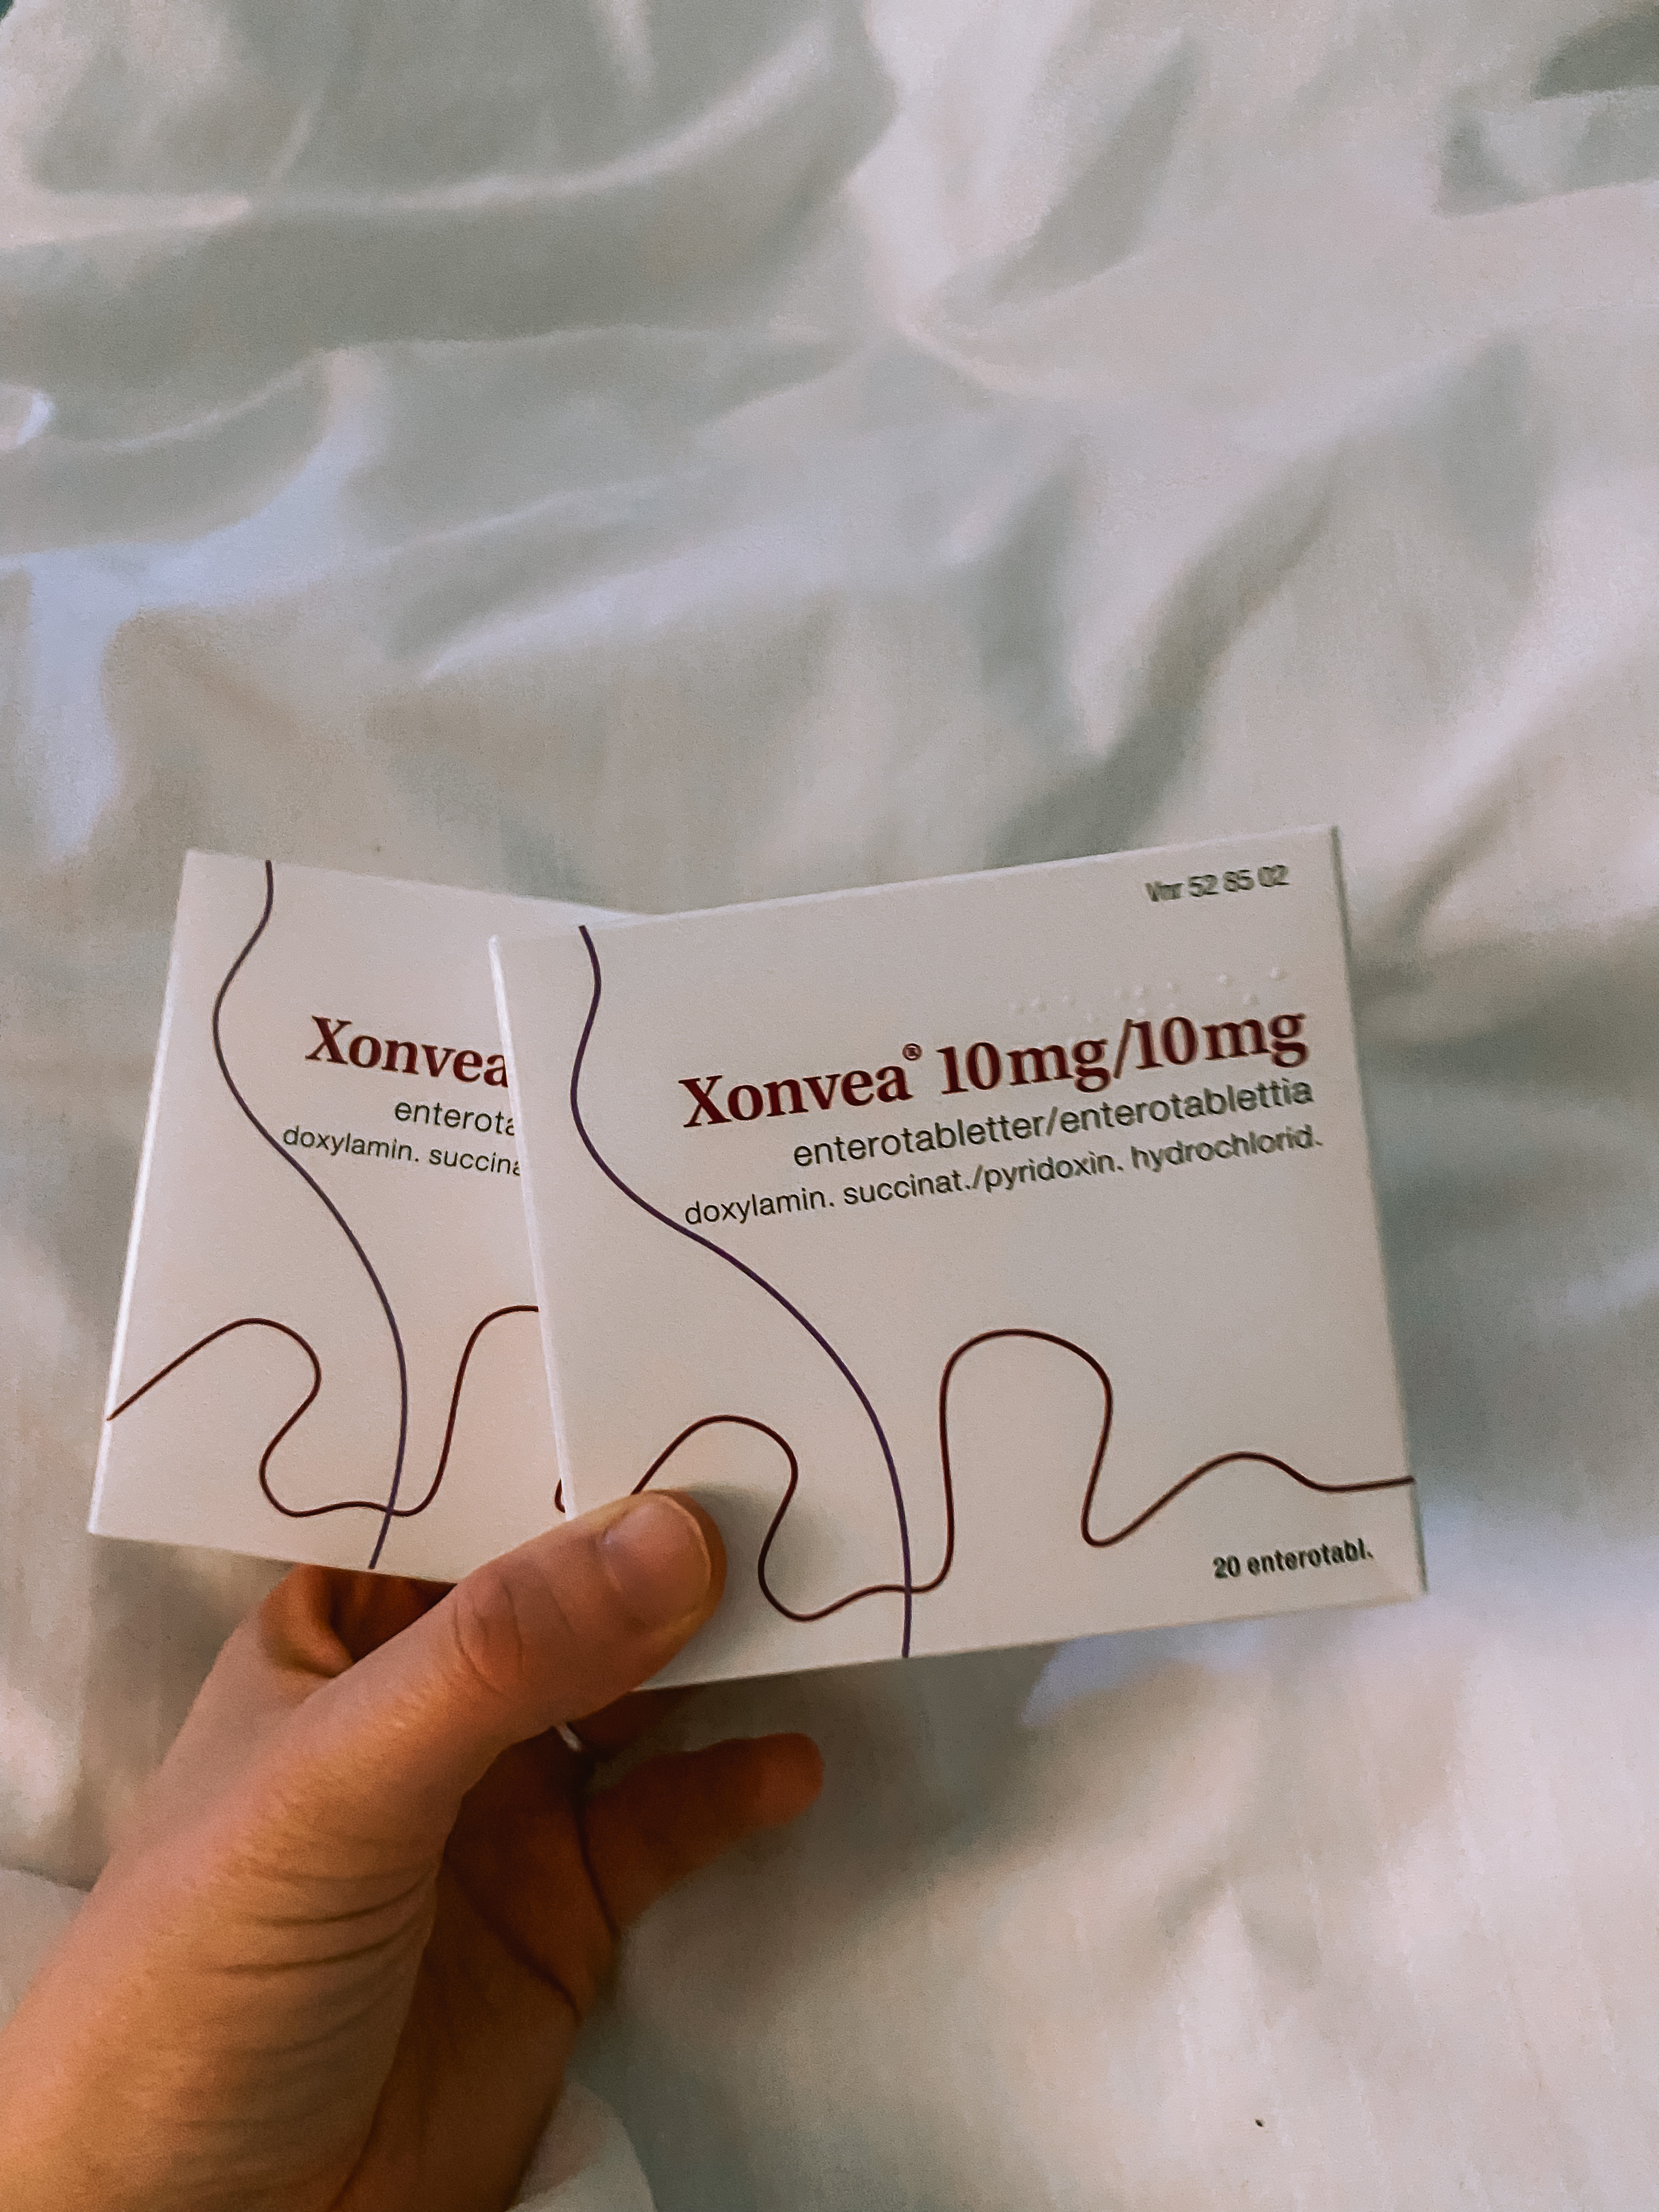 Xonvea
enterota
doxylamin. succina
Vnr 52 85 02
Xonvea® 10mg/10mg
enterotabletter/enterotablettia
doxylamin. succinat./pyridoxin. hydrochlorid.
20 enterotabl.